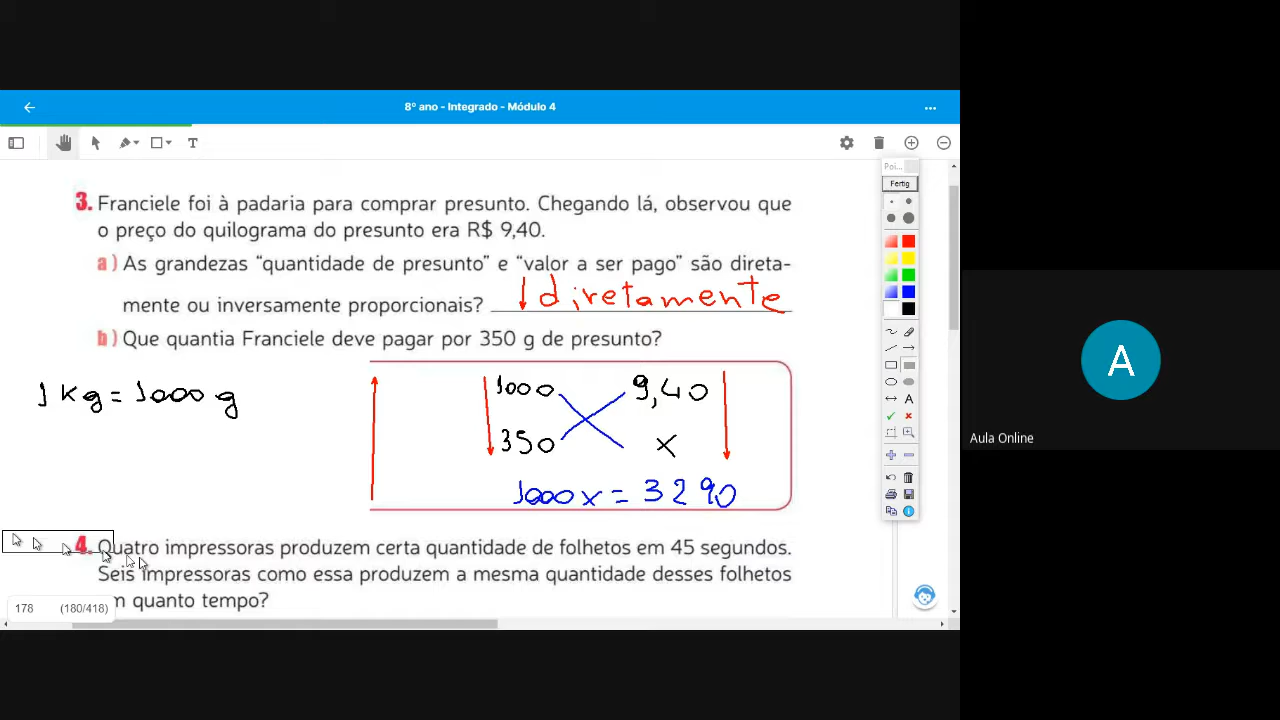 8º ano - Integrado - Módulo 4
T
Poi...
Fertig
3. Franciele foi à padaria para comprar presunto. Chegando lá, observou que
o preço do quilograma do presunto era R$ 9,40.
a) As grandezas “quantidade de presunto” e “valor a ser pago” são direta-
mente ou inversamente proporcionais? diretamente
b) Que quantia Franciele deve pagar por 350 g de presunto?
1 kg = 1000 g
1000 9,40
350 x
1000x = 3290
4. Quatro impressoras produzem certa quantidade de folhetos em 45 segundos.
Seis impressoras como essa produzem a mesma quantidade desses folhetos
m quanto tempo?
178 (180/418)
A
A
Aula Online